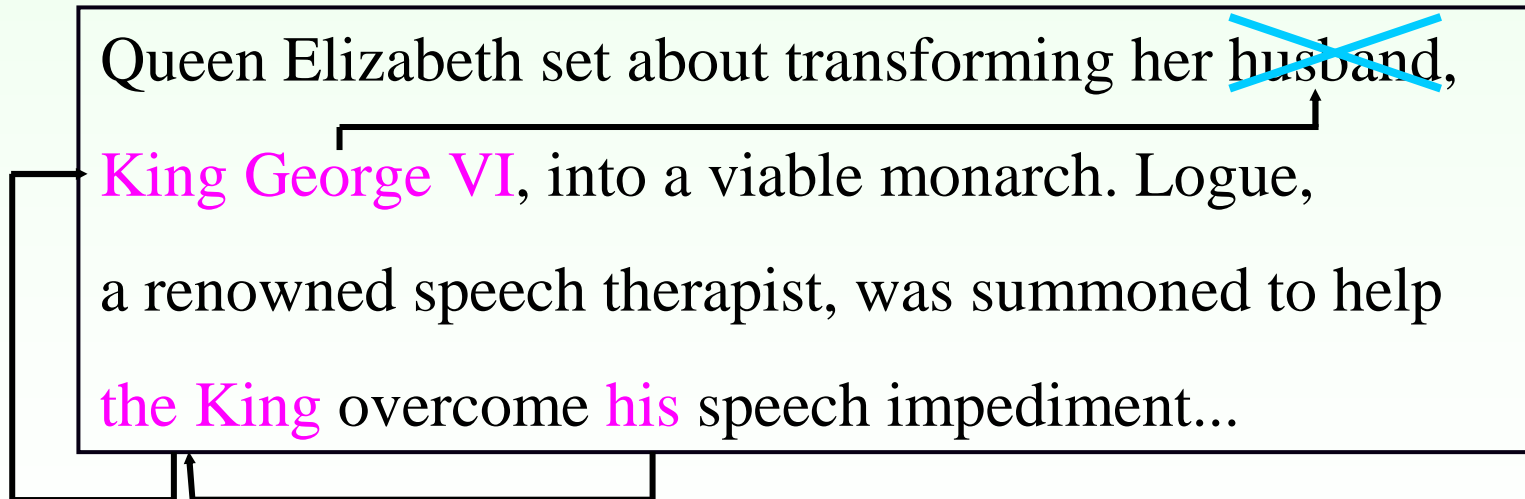 Queen Elizabeth set about transforming her husband,
King George VI, into a viable monarch. Logue,
a renowned speech therapist, was summoned to help
the King overcome his speech impediment...